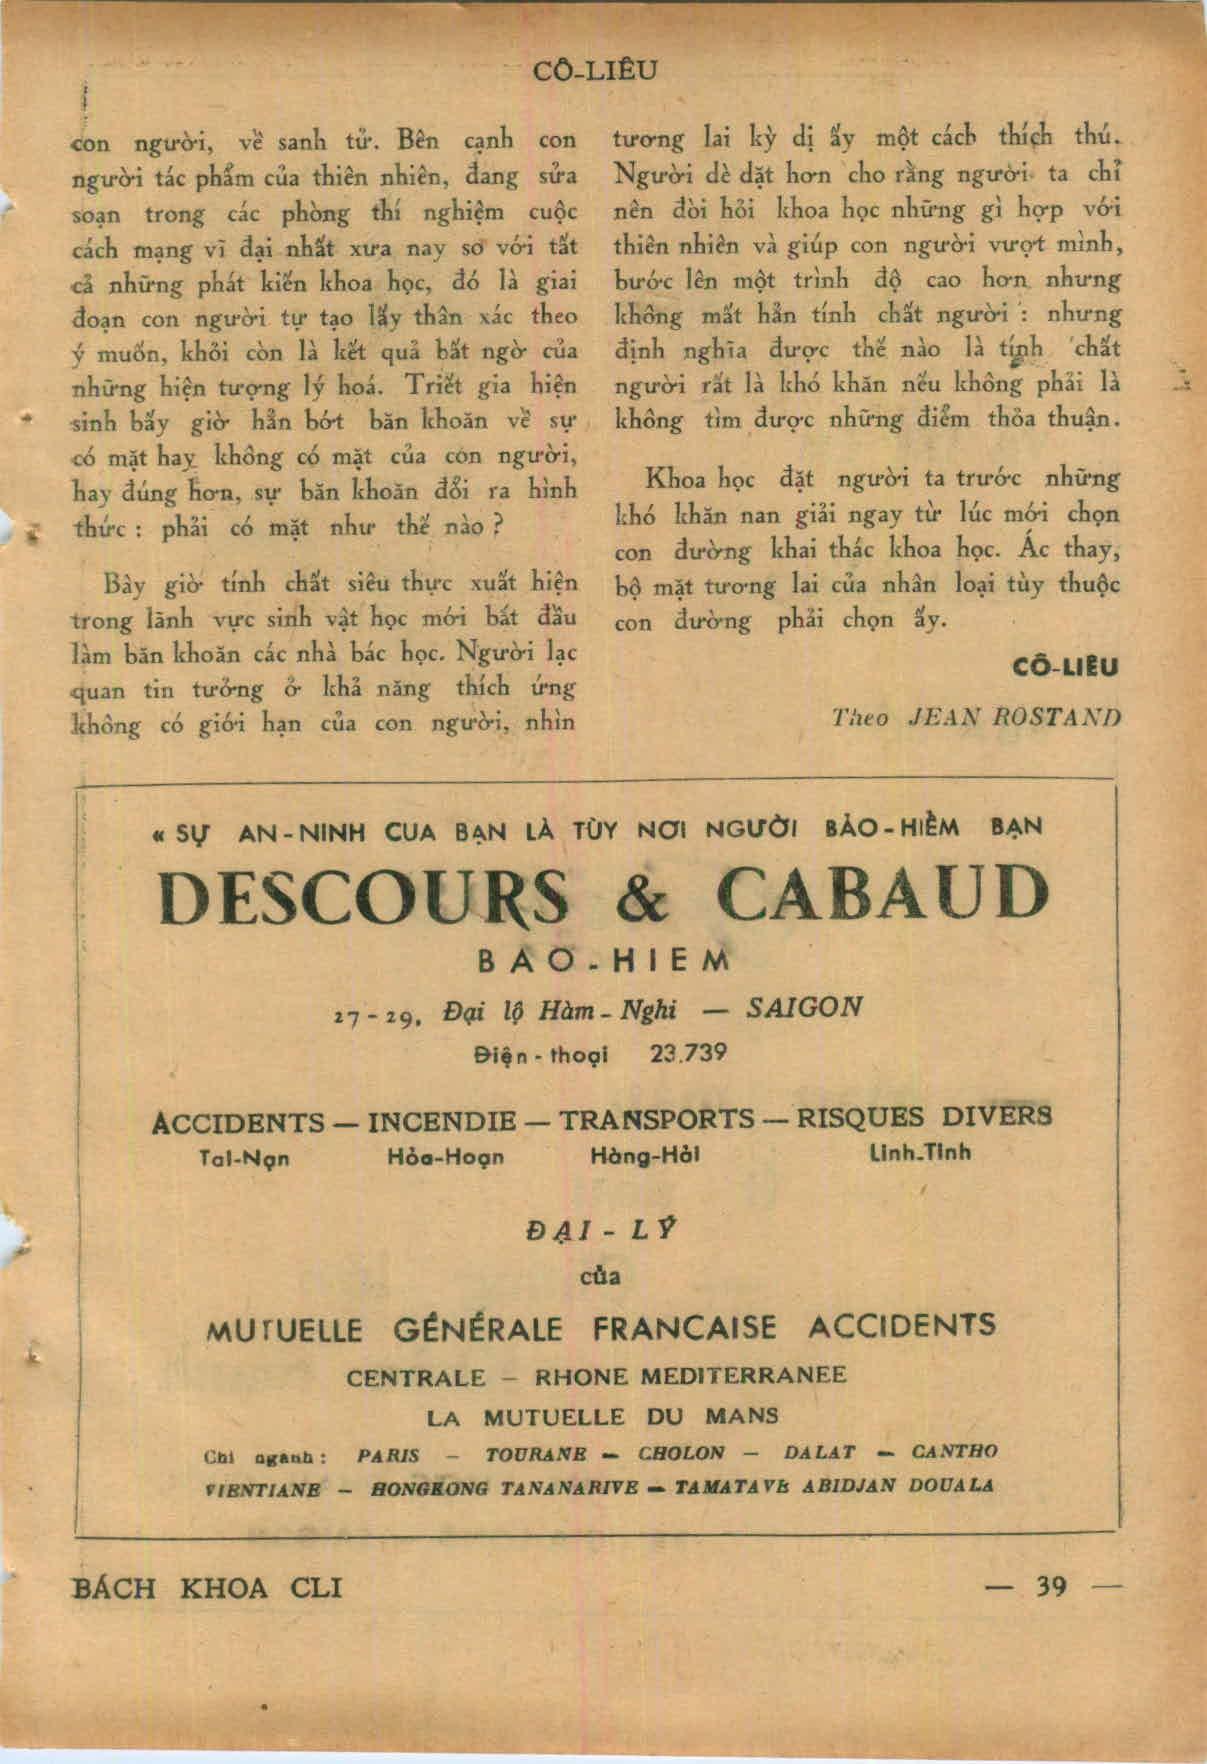 CÔ-LIÊU
con người, về sanh tử. Bên cạnh con
người tác phẩm của thiên nhiên, đang sửa
soạn trong các phòng thí nghiệm cuộc
cách mạng vĩ đại nhất xưa nay so với tất
cả những phát kiến khoa học, đó là giai
đoạn con người tự tạo lấy thân xác theo
ý muốn, khỏi còn là kết quả bất ngờ của
những hiện tượng lý hoá. Triết gia hiện
sinh bấy giờ hẳn bớt băn khoăn về sự
có mặt hay không có mặt của con người,
hay đúng hơn, sự băn khoăn đổi ra hình
thức : phải có mặt như thế nào ?
Bây giờ tính chất siêu thực xuất hiện
trong lãnh vực sinh vật học mới bắt đầu
làm băn khoăn các nhà bác học. Người lạc
quan tin tưởng ở khả năng thích ứng
không có giới hạn của con người, nhìn
tương lai kỳ dị ấy một cách thích thú.
Người dè dặt hơn cho rằng người ta chỉ
nên đòi hỏi khoa học những gì hợp với
thiên nhiên và giúp con người vượt mình,
bước lên một trình độ cao hơn nhưng
không mất hẳn tính chất người : nhưng
định nghĩa được thế nào là tính chất
người rất là khó khăn nếu không phải là
không tìm được những điểm thỏa thuận.
Khoa học đặt người ta trước những
khó khăn nan giải ngay từ lúc mới chọn
con đường khai thác khoa học. Ác thay,
bộ mặt tương lai của nhân loại tùy thuộc
con đường phải chọn ấy.
CÔ-LIÊU
Theo JEAN ROSTAND
« SỰ AN-NINH CUA BẠN LÀ TÙY NƠI NGƯỜI BẢO-HIỂM BẠN
DESCOURS & CABAUD
BAO-HIEM
27-29, Đại lộ Hàm-Nghi — SAIGON
Điện-thoại 23.739
ACCIDENTS — INCENDIE — TRANSPORTS — RISQUES DIVERS
Tai-Nạn Hỏa-Hoạn Hàng-Hải Linh-Tinh
ĐẠI-LÝ
của
MUTUELLE GÉNÉRALE FRANCAISE ACCIDENTS
CENTRALE — RHONE MEDITERRANEE
LA MUTUELLE DU MANS
Chi nganh : PARIS — TOURANE — CHOLON — DALAT — CANTHO
VIENTIANE — HONGKONG TANANARIVE — TAMATAVE ABIDJAN DOUALA
BÁCH KHOA CLI
— 39 —